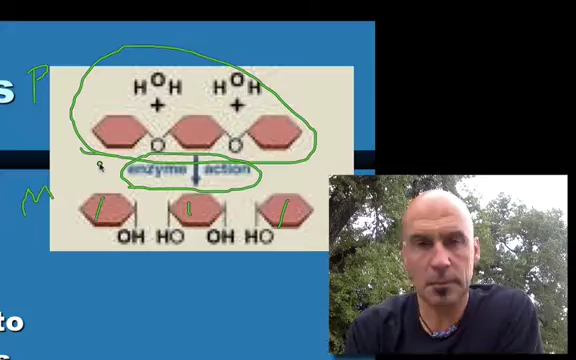 s P
H O H H O H
+ +
O O
enzyme action
M
OH HO OH HO
to
s